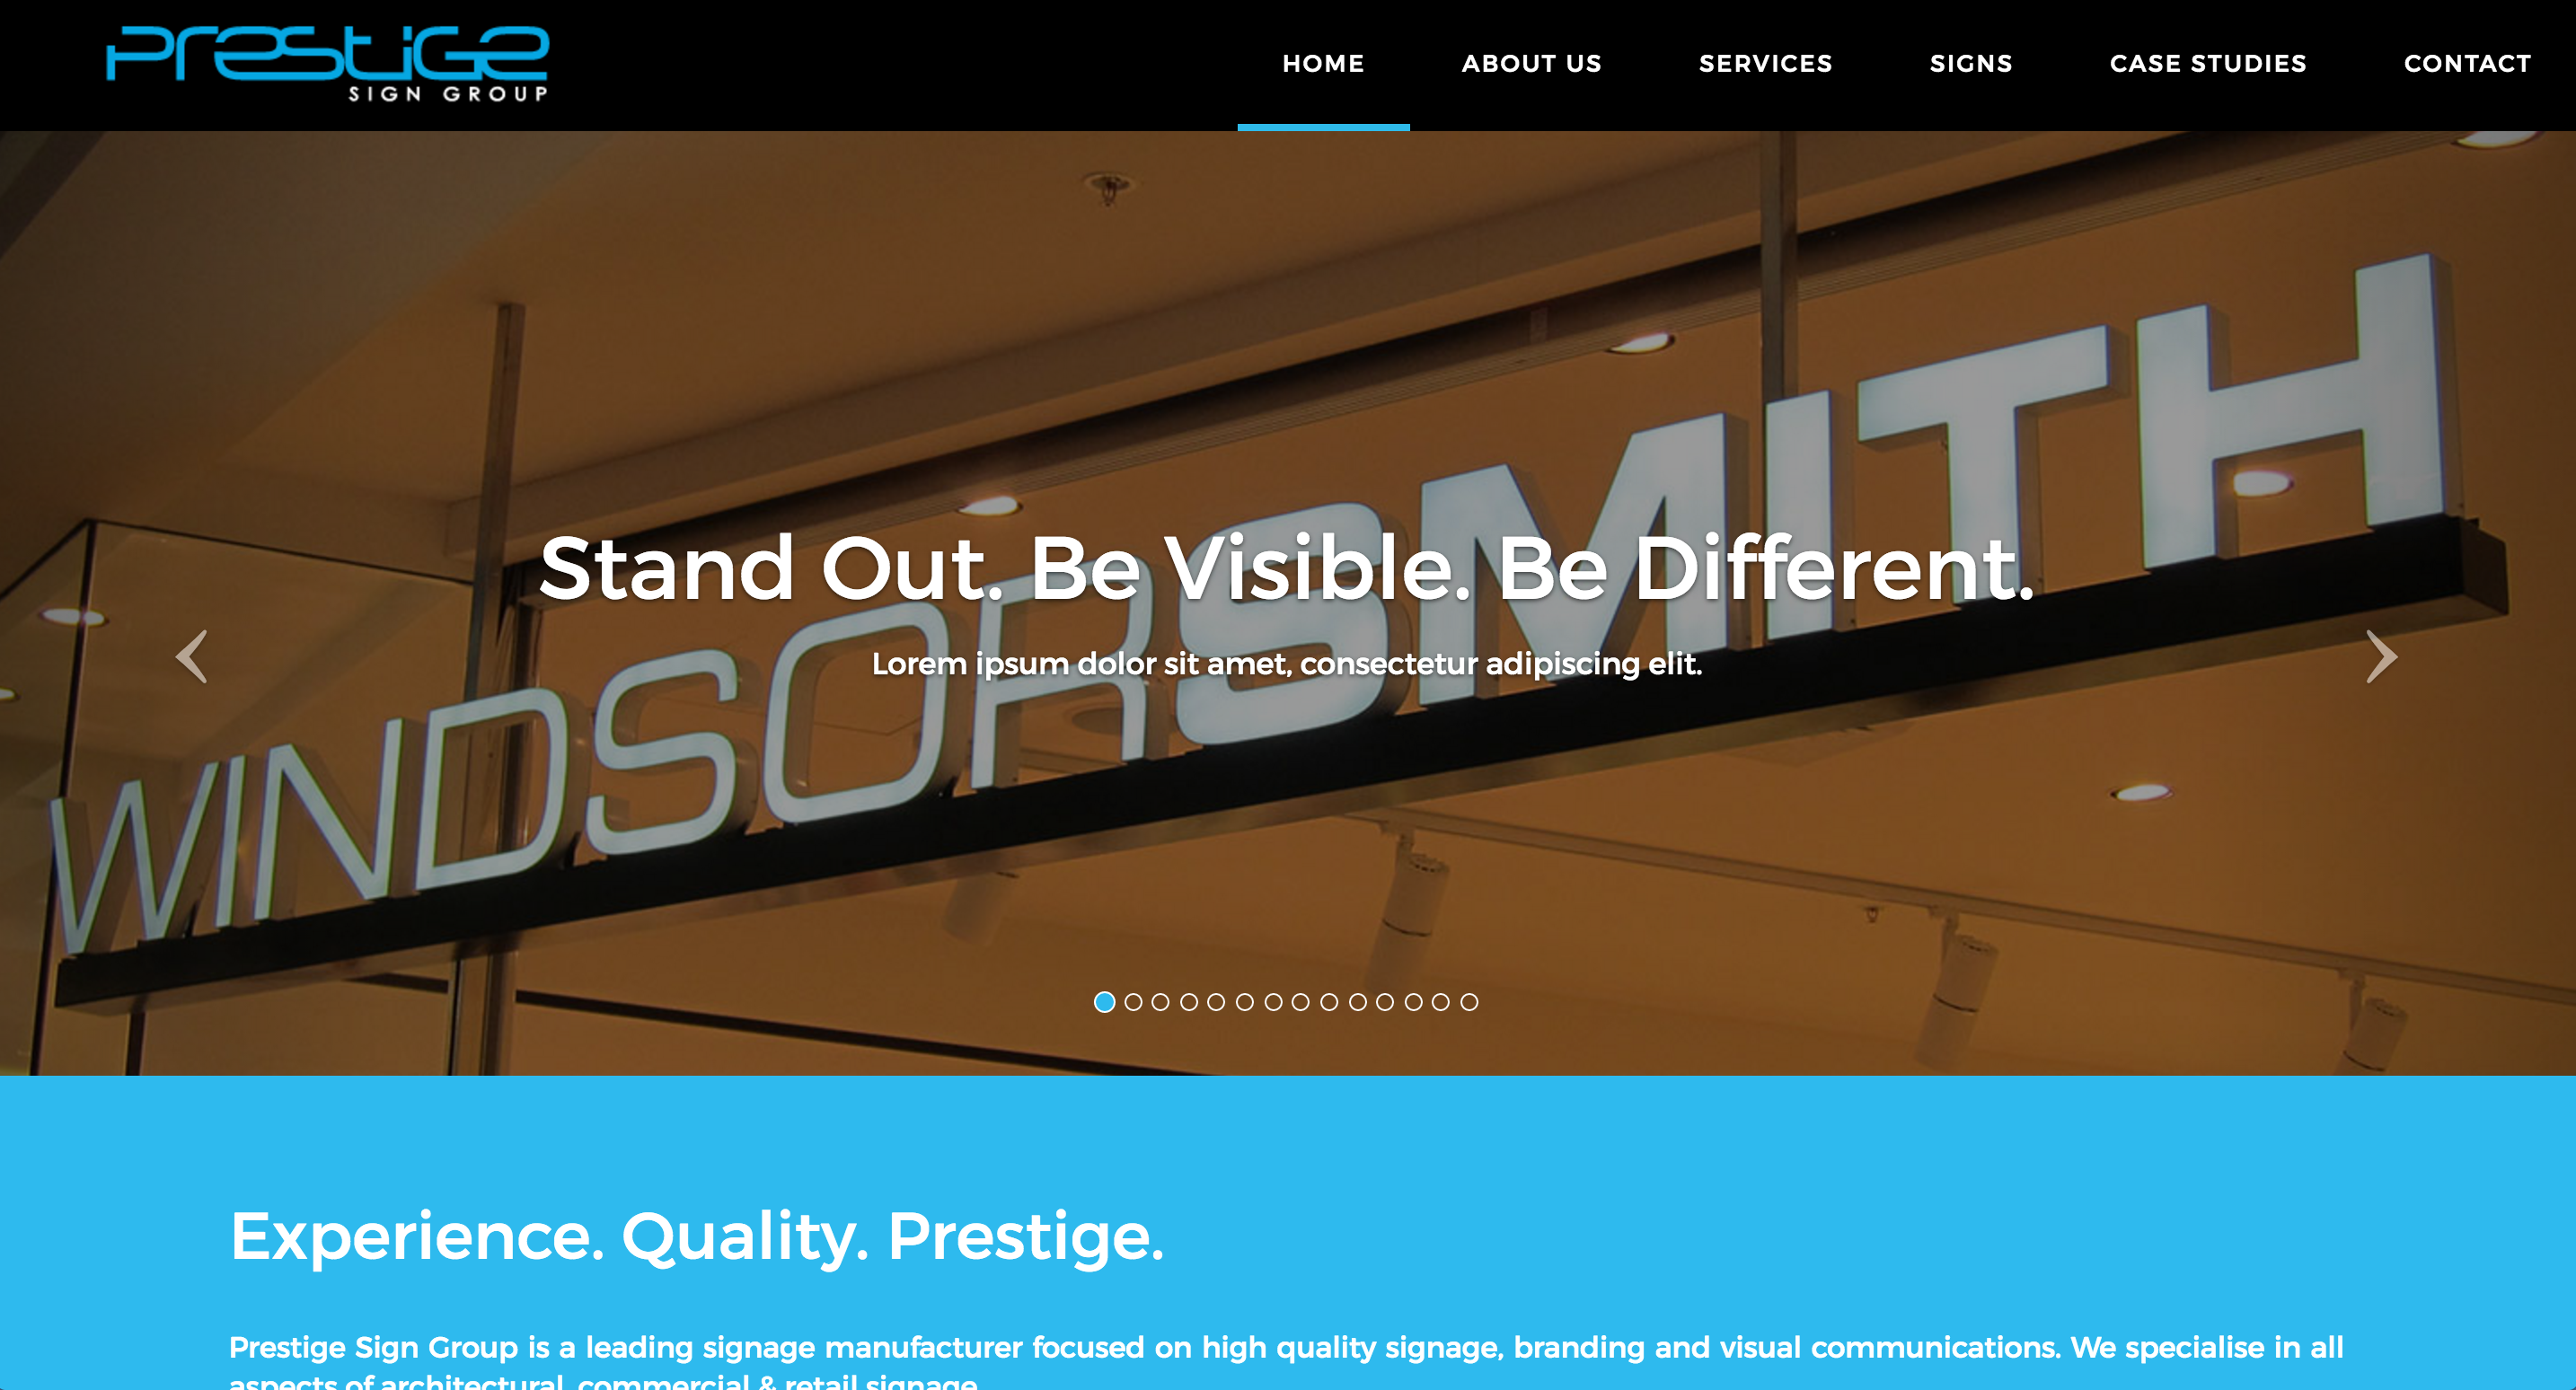 Prestige
SIGN GROUP
HOME ABOUT US SERVICES SIGNS CASE STUDIES CONTACT
Stand Out. Be Visible. Be Different.
Lorem ipsum dolor sit amet, consectetur adipiscing elit.
WINDSORSMITH
Experience. Quality. Prestige.
Prestige Sign Group is a leading signage manufacturer focused on high quality signage, branding and visual communications. We specialise in all
aspects of architectural, commercial & retail signage.